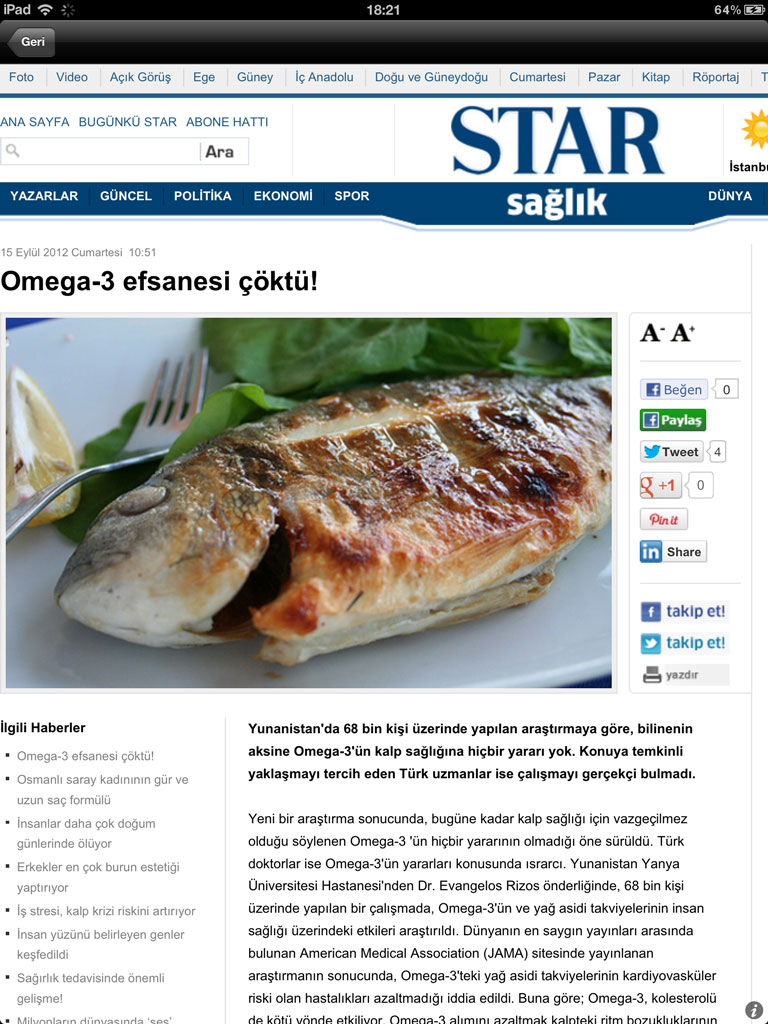 iPad 18:21 64%
Geri
Foto Video Açık Görüş Ege Güney İç Anadolu Doğu ve Güneydoğu Cumartesi Pazar Kitap Röportaj T
ANA SAYFA BUGÜNKÜ STAR ABONE HATTI
Ara
STAR
İstanbu
YAZARLAR GÜNCEL POLİTİKA EKONOMİ SPOR
sağlık
DÜNYA
15 Eylül 2012 Cumartesi 10:51
Omega-3 efsanesi çöktü!
A- A+
Beğen 0
Paylaş
Tweet 4
+1 0
Pin it
in Share
takip et!
takip et!
yazdır
İlgili Haberler
Omega-3 efsanesi çöktü!
Osmanlı saray kadınının gür ve
uzun saç formülü
İnsanlar daha çok doğum
günlerinde ölüyor
Erkekler en çok burun estetiği
yaptırıyor
İş stresi, kalp krizi riskini artırıyor
İnsan yüzünü belirleyen genler
keşfedildi
Sağırlık tedavisinde önemli
gelişme!
Milyonların dünyasında 'ses'
Yunanistan'da 68 bin kişi üzerinde yapılan araştırmaya göre, bilinenin
aksine Omega-3'ün kalp sağlığına hiçbir yararı yok. Konuya temkinli
yaklaşmayı tercih eden Türk uzmanlar ise çalışmayı gerçekçi bulmadı.
Yeni bir araştırma sonucunda, bugüne kadar kalp sağlığı için vazgeçilmez
olduğu söylenen Omega-3 'ün hiçbir yararının olmadığı öne sürüldü. Türk
doktorlar ise Omega-3'ün yararları konusunda ısrarcı. Yunanistan Yanya
Üniversitesi Hastanesi'nden Dr. Evangelos Rizos önderliğinde, 68 bin kişi
üzerinde yapılan bir çalışmada, Omega-3'ün ve yağ asidi takviyelerinin insan
sağlığı üzerindeki etkileri araştırıldı. Dünyanın en saygın yayınları arasında
bulunan American Medical Association (JAMA) sitesinde yayınlanan
araştırmanın sonucunda, Omega-3'teki yağ asidi takviyelerinin kardiyovasküler
riski olan hastalıkları azaltmadığı iddia edildi. Buna göre; Omega-3, kolesterolü
de kötü yönde etkiliyor. Omega-3 alımını azaltmak kalpteki ritm bozukluklarının